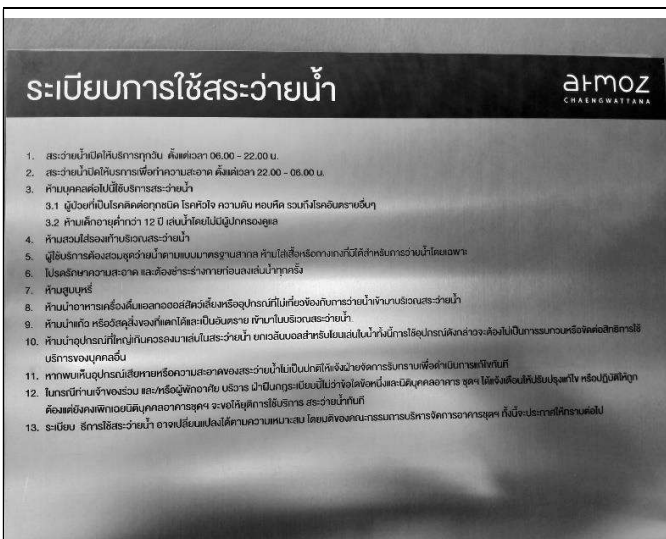 ระเบียบการใช้สระว่ายน้ำ
atmoz
CHAENGWATTANA
1. สระว่ายน้ำเปิดให้บริการทุกวัน ตั้งแต่เวลา 06.00 - 22.00 น.
2. สระว่ายน้ำปิดให้บริการเพื่อทำความสะอาด ตั้งแต่เวลา 22.00 - 06.00 น.
3. ห้ามบุคคลต่อไปนี้ใช้บริการสระว่ายน้ำ
3.1 ผู้ป่วยที่เป็นโรคติดต่อทุกชนิด โรคหัวใจ ความดัน หอบหืด รวมถึงโรคอันตรายอื่นๆ
3.2 ห้ามเด็กอายุต่ำกว่า 12 ปี เล่นน้ำโดยไม่มีผู้ปกครองดูแล
4. ห้ามสวมใส่รองเท้าบริเวณสระว่ายน้ำ
5. ผู้ใช้บริการต้องสวมชุดว่ายน้ำตามแบบมาตรฐานสากล ห้ามใส่เสื้อหรือกางเกงที่มิได้สำหรับการว่ายน้ำโดยเฉพาะ
6. โปรดรักษาความสะอาด และต้องชำระร่างกายก่อนลงเล่นน้ำทุกครั้ง
7. ห้ามสูบบุหรี่
8. ห้ามนำอาหารเครื่องดื่มแอลกอฮอล์สัตว์เลี้ยงหรืออุปกรณ์ที่ไม่เกี่ยวข้องกับการว่ายน้ำเข้ามาบริเวณสระว่ายน้ำ
9. ห้ามนำแก้ว หรือวัสดุสิ่งของที่แตกได้และเป็นอันตราย เข้ามาในบริเวณสระว่ายน้ำ
10. ห้ามนำอุปกรณ์ที่ใหญ่เกินควรลงมาเล่นในสระว่ายน้ำ ยกเว้นบอลสำหรับโยนเล่นในน้ำทั้งนี้การใช้อุปกรณ์ดังกล่าวจะต้องไม่เป็นการรบกวนหรือขัดต่อสิทธิการใช้
บริการของบุคคลอื่น
11. หากพบเห็นอุปกรณ์เสียหายหรือความสะอาดของสระว่ายน้ำไม่เป็นปกติให้แจ้งฝ่ายจัดการรับทราบเพื่อดำเนินการแก้ไขทันที
12. ในกรณีท่านเจ้าของร่วม และ/หรือผู้พักอาศัย บริวาร ฝ่าฝืนกฎระเบียบนี้ไม่ว่าข้อใดข้อหนึ่งและนิติบุคคลอาคาร ชุดฯ ได้แจ้งเตือนให้ปรับปรุงแก้ไข หรือปฏิบัติให้ถูก
ต้องแต่ยังคงเพิกเฉยนิติบุคคลอาคารชุดฯ จะขอให้ยุติการใช้บริการ สระว่ายน้ำทันที
13. ระเบียบ วิธีการใช้สระว่ายน้ำ อาจเปลี่ยนแปลงได้ตามความเหมาะสม โดยมติของคณะกรรมการบริหารจัดการอาคารชุดฯ ทั้งนี้จะประกาศให้ทราบต่อไป